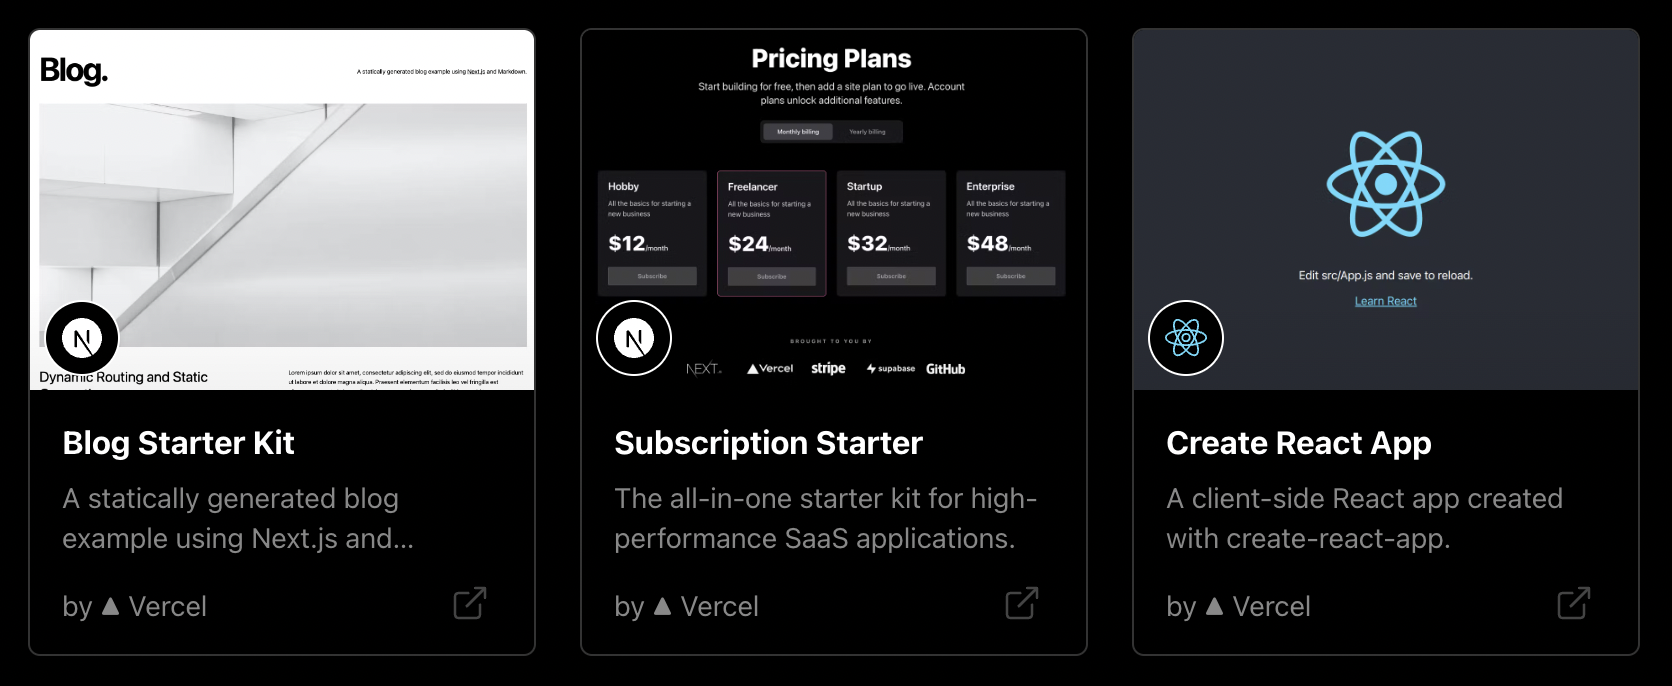 Blog.
A statically generated blog example using Next.js and Markdown.
Dynamic Routing and Static
Lorem ipsum dolor sit amet, consectetur adipiscing elit, sed do eiusmod tempor incididunt
ut labore et dolore magna aliqua. Praesent elementum facilisis leo vel fringilla est
N
Blog Starter Kit
A statically generated blog
example using Next.js and...
by Vercel
Pricing Plans
Start building for free, then add a site plan to go live. Account
plans unlock additional features.
Monthly billing
Yearly billing
Hobby
All the basics for starting a
new business
$12/month
Subscribe
Freelancer
All the basics for starting a
new business
$24/month
Subscribe
Startup
All the basics for starting a
new business
$32/month
Subscribe
Enterprise
All the basics for starting a
new business
$48/month
Subscribe
BROUGHT TO YOU BY
NEXT.
Vercel
stripe
supabase
GitHub
N
Subscription Starter
The all-in-one starter kit for high-
performance SaaS applications.
by Vercel
Edit src/App.js and save to reload.
Learn React
Create React App
A client-side React app created
with create-react-app.
by Vercel